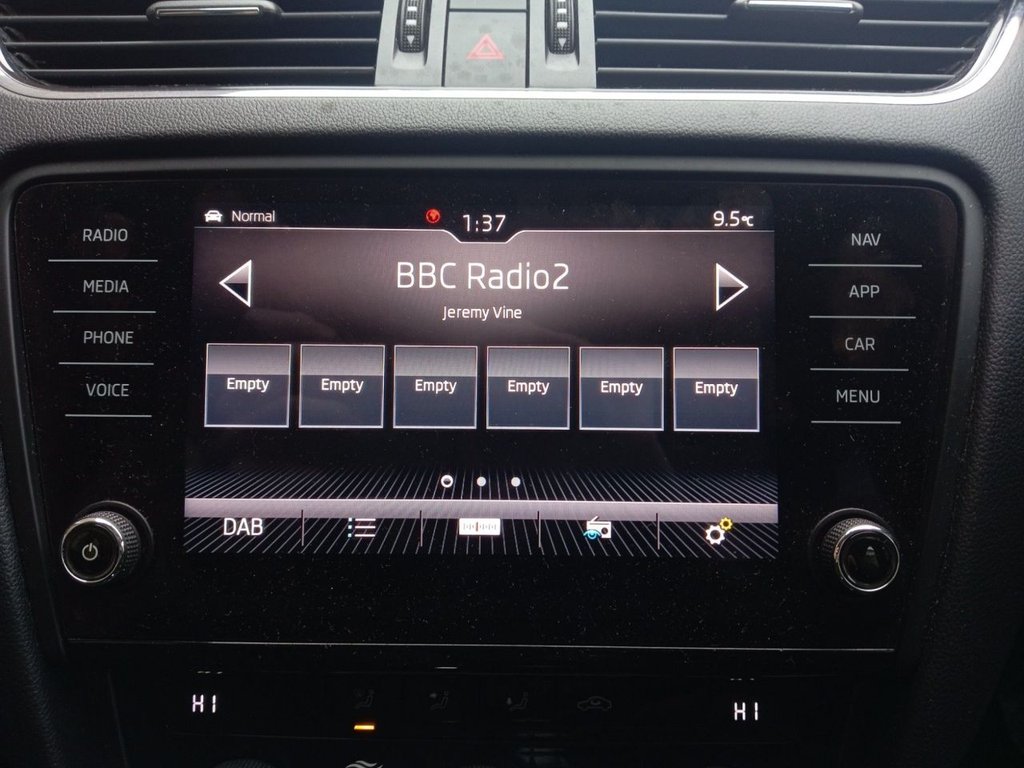 Normal 1:37 9.5°C
RADIO
MEDIA
PHONE
VOICE
BBC Radio2
Jeremy Vine
Empty Empty Empty Empty Empty Empty
DAB
NAV
APP
CAR
MENU
HI HI